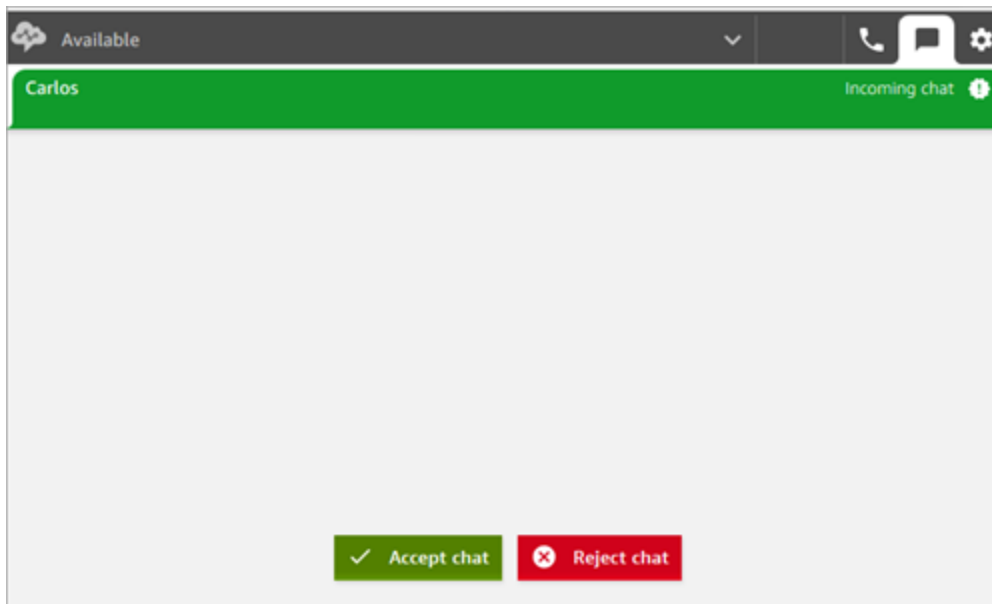 Available
Carlos
Incoming chat
Accept chat
Reject chat